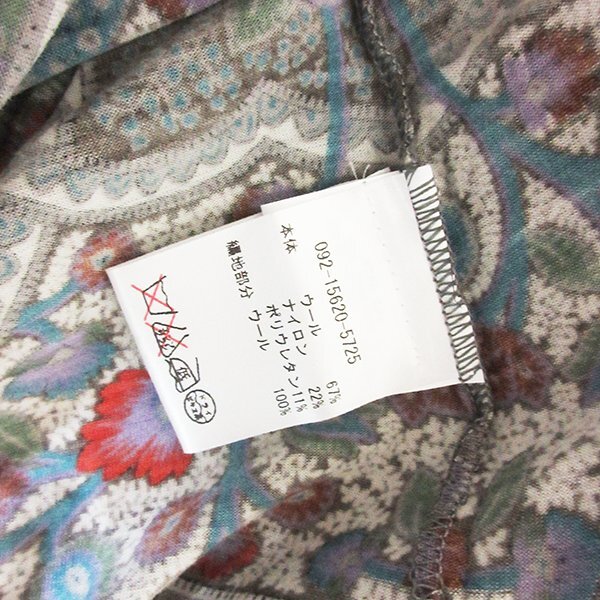 092-15620-5725
本体 ウール 67%
ナイロン 22%
ポリウレタン 11%
編地部分 ウール 100%